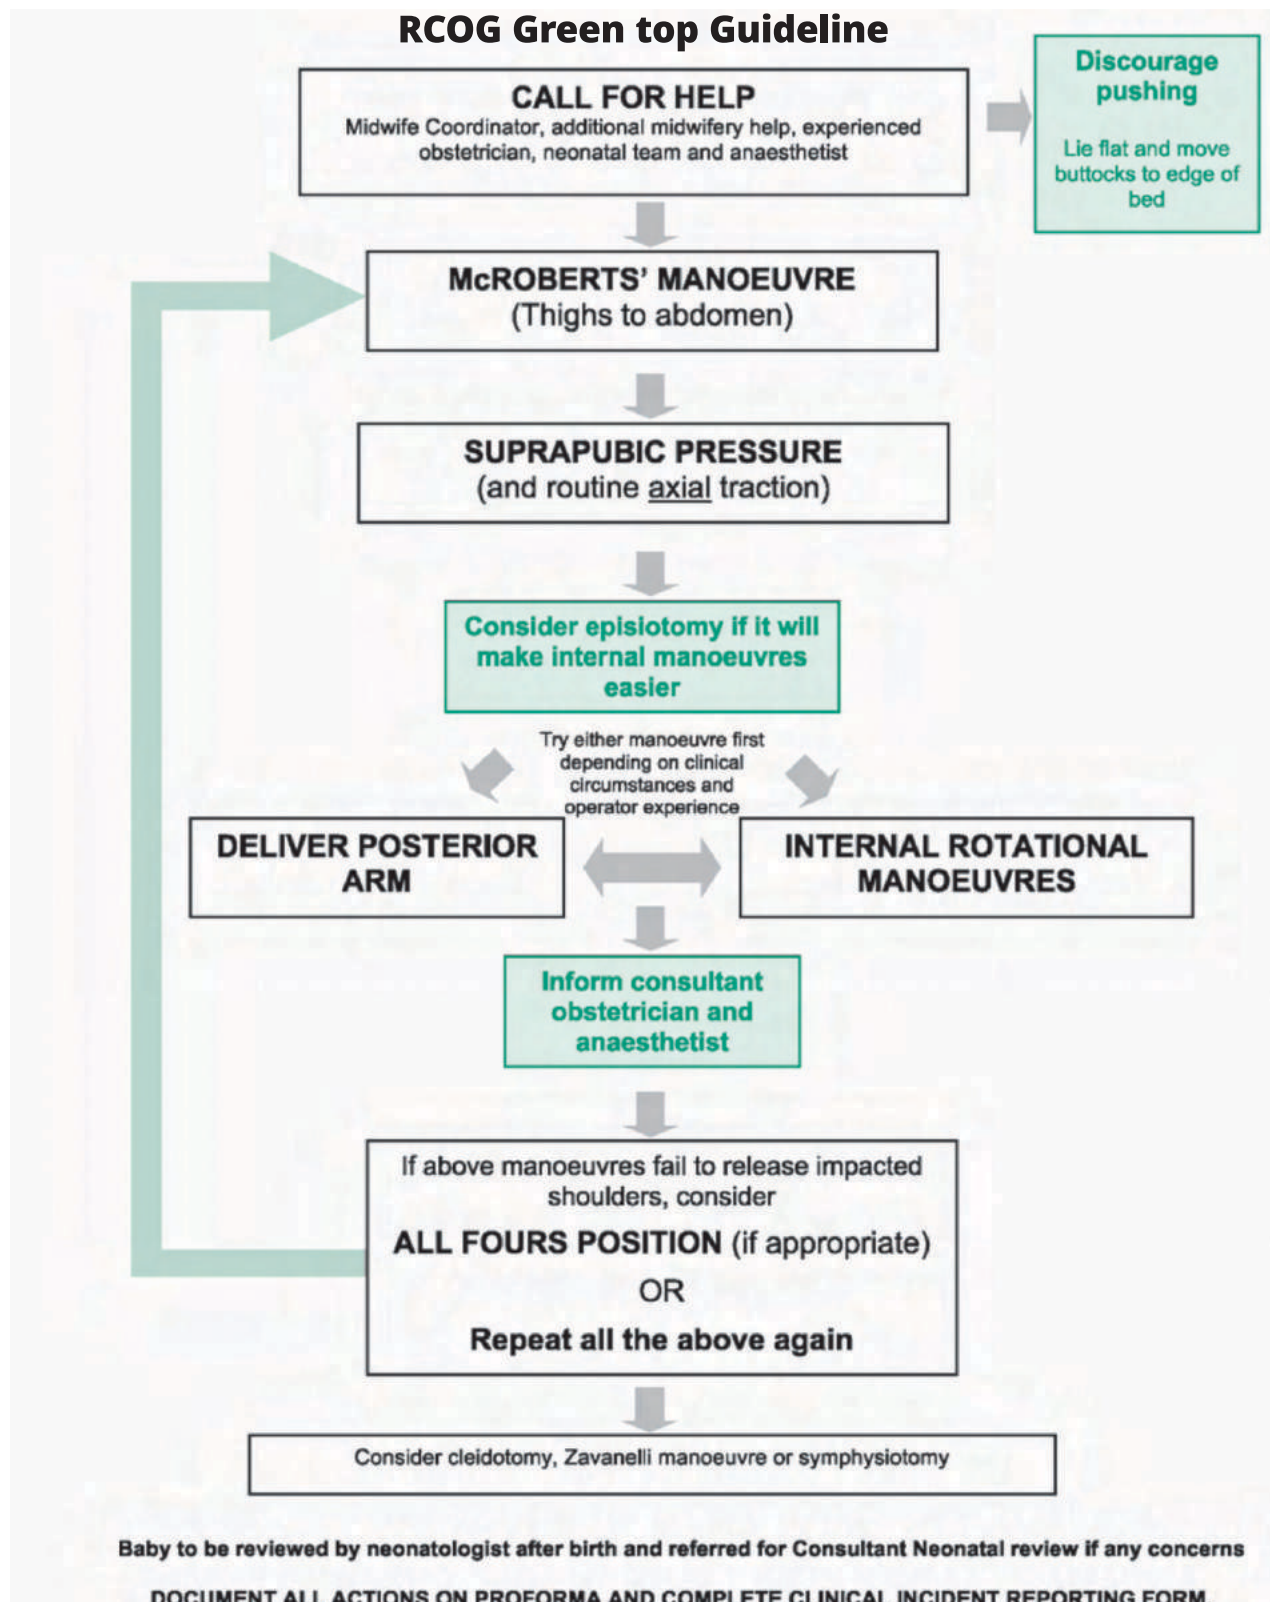 RCOG Green top Guideline
CALL FOR HELP
Midwife Coordinator, additional midwifery help, experienced
obstetrician, neonatal team and anaesthetist
Discourage
pushing
Lie flat and move
buttocks to edge of
bed
McROBERTS’ MANOEUVRE
(Thighs to abdomen)
SUPRAPUBIC PRESSURE
(and routine axial traction)
Consider episiotomy if it will
make internal manoeuvres
easier
Try either manoeuvre first
depending on clinical
circumstances and
operator experience
DELIVER POSTERIOR
ARM
INTERNAL ROTATIONAL
MANOEUVRES
Inform consultant
obstetrician and
anaesthetist
If above manoeuvres fail to release impacted
shoulders, consider
ALL FOURS POSITION (if appropriate)
OR
Repeat all the above again
Consider cleidotomy, Zavanelli manoeuvre or symphysiotomy
Baby to be reviewed by neonatologist after birth and referred for Consultant Neonatal review if any concerns
DOCUMENT ALL ACTIONS ON PROFORMA AND COMPLETE CLINICAL INCIDENT REPORTING FORM.